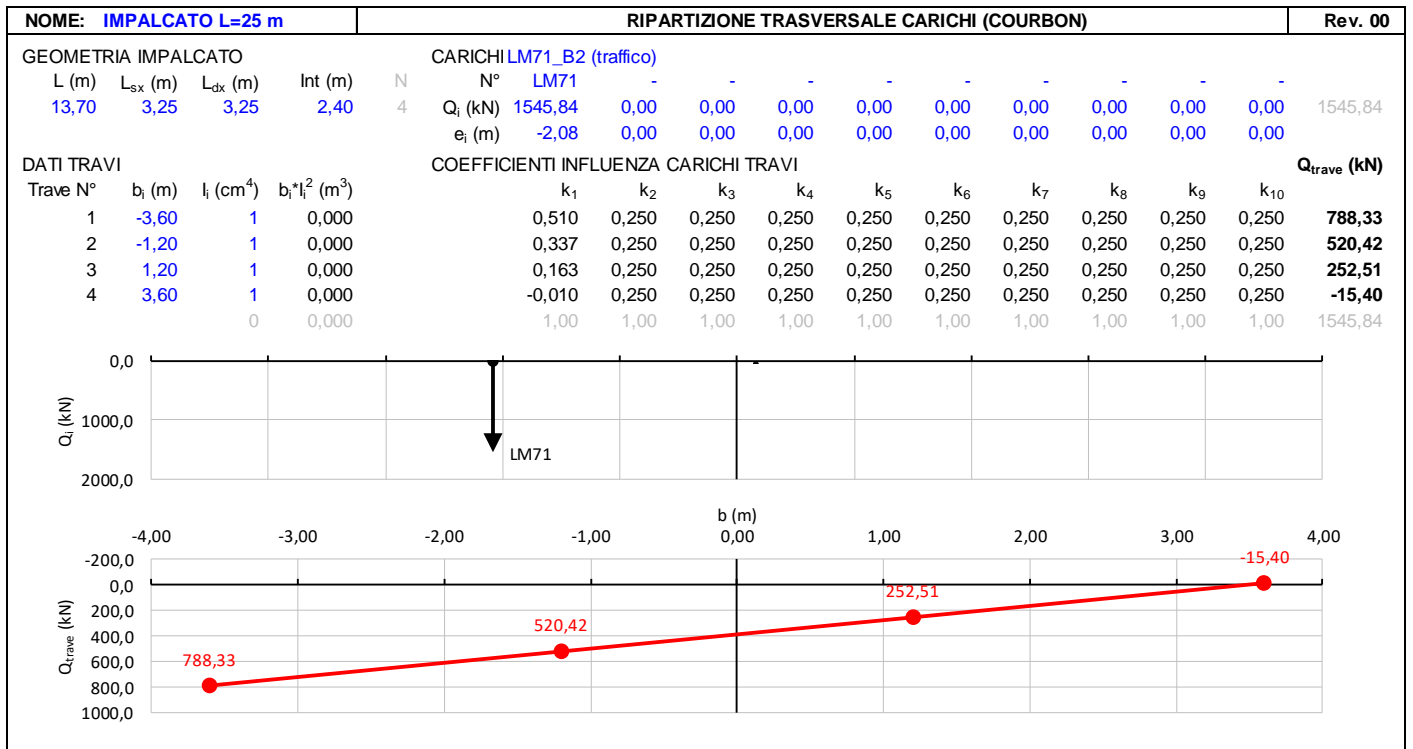 NOME: IMPALCATO L=25 m RIPARTIZIONE TRASVERSALE CARICHI (COURBON) Rev. 00
GEOMETRIA IMPALCATO CARICHI LM71_B2 (traffico)
L (m) Lsx (m) Ldx (m) Int (m) N N° LM71 - - - - - - - - -
13,70 3,25 3,25 2,40 4 Qi (kN) 1545,84 0,00 0,00 0,00 0,00 0,00 0,00 0,00 0,00 0,00 1545,84
ei (m) -2,08 0,00 0,00 0,00 0,00 0,00 0,00 0,00 0,00 0,00
DATI TRAVI COEFFICIENTI INFLUENZA CARICHI TRAVI Qtrave (kN)
Trave N° bi (m) Ii (cm⁴) bi*Ii² (m³) k1 k2 k3 k4 k5 k6 k7 k8 k9 k10
1 -3,60 1 0,000 0,510 0,250 0,250 0,250 0,250 0,250 0,250 0,250 0,250 0,250 788,33
2 -1,20 1 0,000 0,337 0,250 0,250 0,250 0,250 0,250 0,250 0,250 0,250 0,250 520,42
3 1,20 1 0,000 0,163 0,250 0,250 0,250 0,250 0,250 0,250 0,250 0,250 0,250 252,51
4 3,60 1 0,000 -0,010 0,250 0,250 0,250 0,250 0,250 0,250 0,250 0,250 0,250 -15,40
0 0,000 1,00 1,00 1,00 1,00 1,00 1,00 1,00 1,00 1,00 1,00 1545,84
0,0
Qi (kN)
1000,0
LM71
2000,0
b (m)
-4,00 -3,00 -2,00 -1,00 0,00 1,00 2,00 3,00 4,00
-200,0
-15,40
0,0
252,51
200,0
Qtrave (kN)
400,0
520,42
600,0
788,33
800,0
1000,0